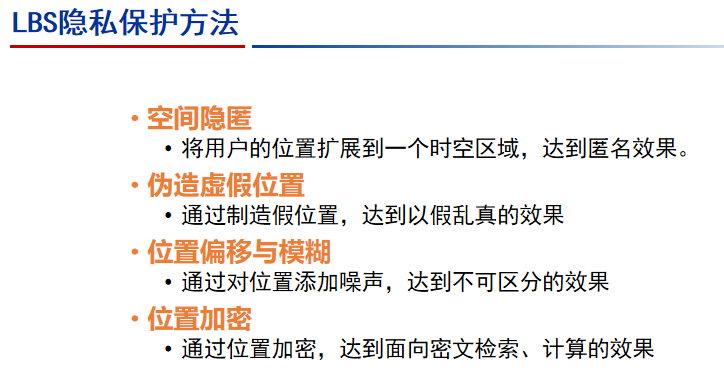 LBS隐私保护方法
• 空间隐匿
• 将用户的位置扩展到一个时空区域，达到匿名效果。
• 伪造虚假位置
• 通过制造假位置，达到以假乱真的效果
• 位置偏移与模糊
• 通过对位置添加噪声，达到不可区分的效果
• 位置加密
• 通过位置加密，达到面向密文检索、计算的效果